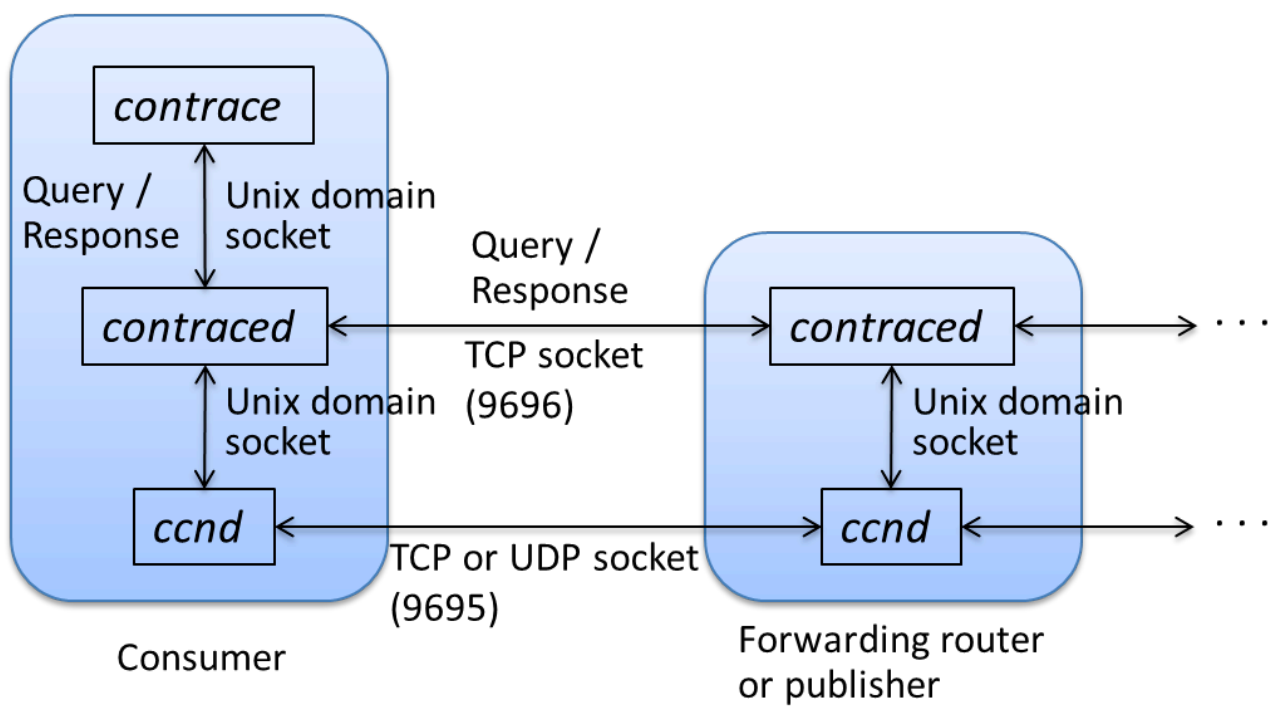 contrace
Query /
Response
Unix domain
socket
Query /
Response
contraced
contraced
. . .
TCP socket
(9696)
Unix domain
socket
Unix domain
socket
ccnd
ccnd
. . .
TCP or UDP socket
(9695)
Consumer
Forwarding router
or publisher